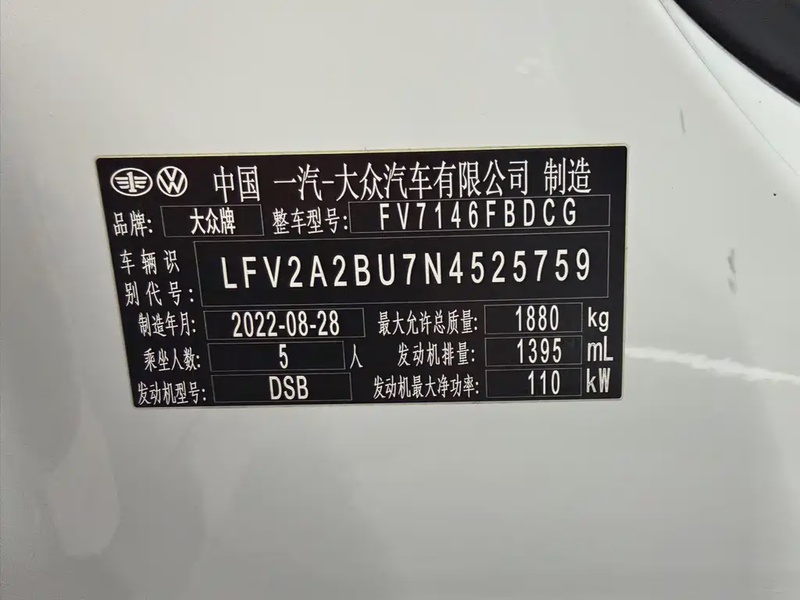 中国 一汽-大众汽车有限公司 制造
品牌: 大众牌 整车型号: FV7146FBDCG
车辆识别代号: LFV2A2BU7N4525759
制造年月: 2022-08-28 最大允许总质量: 1880 kg
乘坐人数: 5 人 发动机排量: 1395 mL
发动机型号: DSB 发动机最大净功率: 110 kW